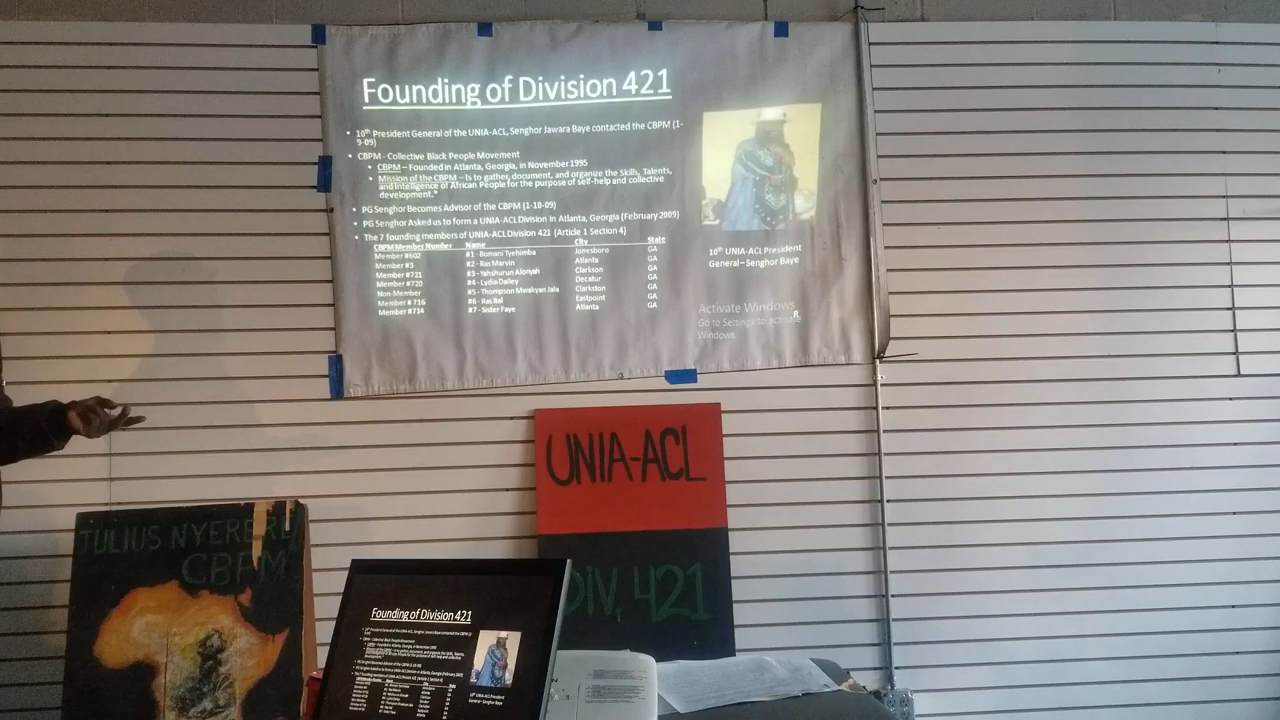 Founding of Division 421
• 10th President General of the UNIA-ACL, Senghor Jawara Baye contacted the CBPM (1-
9-09)
• CBPM - Collective Black People Movement
• CBPM – Founded in Atlanta, Georgia, in November 1995
• Mission of the CBPM – Is to gather, document, and organize the Skills, Talents,
and Intelligence of African People for the purpose of self-help and collective
development."
• PG Senghor Becomes Advisor of the CBPM (1-10-09)
• PG Senghor Asked us to form a UNIA-ACL Division in Atlanta, Georgia (February 2009)
• The 7 founding members of UNIA-ACL Division 421 (Article 1 Section 4)
CBPM Member Number Name City State
Member #602 #1 - Bomani Tyehimba Jonesboro GA
Member #3 #2 - Ras Marvin Atlanta GA
Member #721 #3 - Yahshurun Alonyah Clarkson GA
Member #720 #4 - Lydia Dailey Decatur GA
Non-Member #5 - Thompson Mwakyan Jala Clarkston GA
Member # 716 #6 - Ras Ital Eastpoint GA
Member #714 #7 - Sister Faye Atlanta GA
10th UNIA-ACL President
General – Senghor Baye
Activate Windows
Go to Settings to activate
Windows.
UNIA-ACL
DIV, 421
JULIUS NYERERE
CBPM
Founding of Division 421
10th UNIA-ACL President
General – Senghor Baye